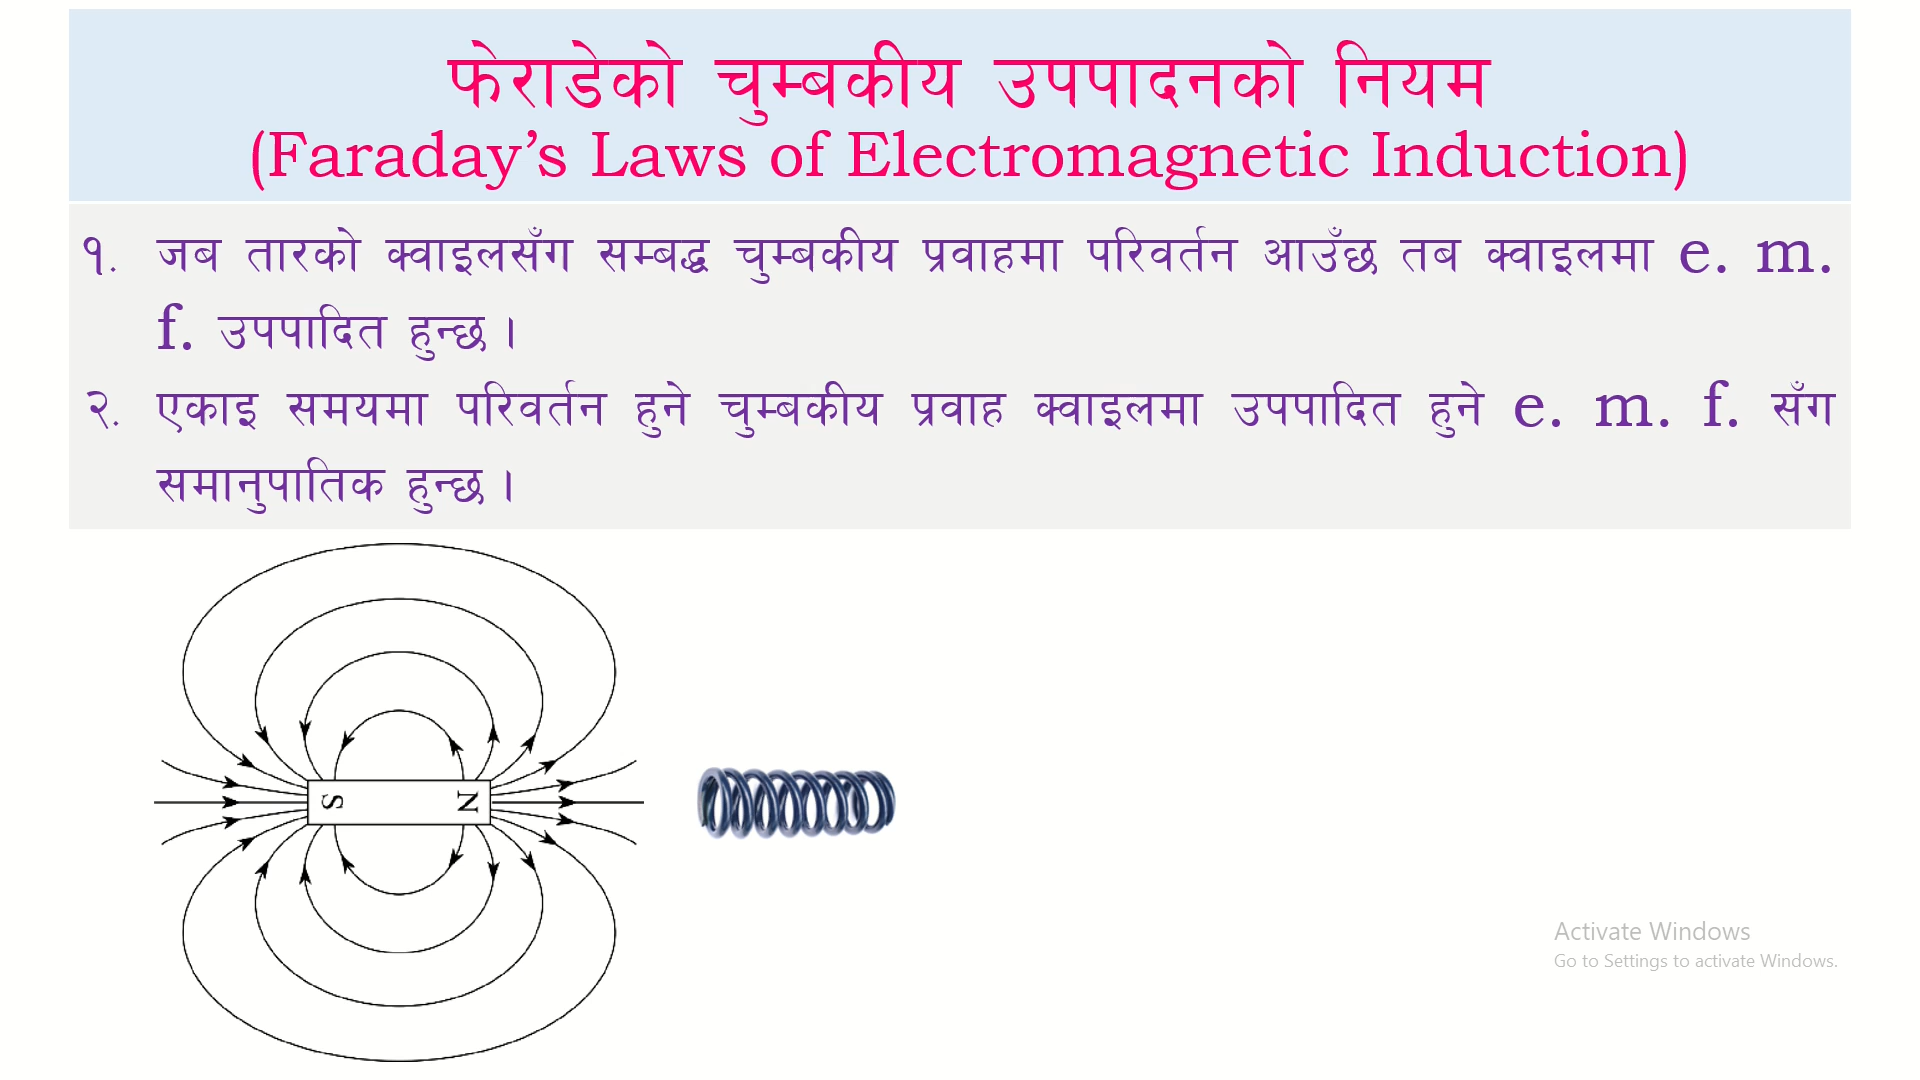 फेराडेको चुम्बकीय उपपादनको नियम
(Faraday’s Laws of Electromagnetic Induction)
१. जब तारको क्वाइलसँग सम्बद्ध चुम्बकीय प्रवाहमा परिवर्तन आउँछ तब क्वाइलमा e. m.
f. उपपादित हुन्छ।
२. एकाइ समयमा परिवर्तन हुने चुम्बकीय प्रवाह क्वाइलमा उपपादित हुने e. m. f. सँग
समानुपातिक हुन्छ।
S N
Activate Windows
Go to Settings to activate Windows.